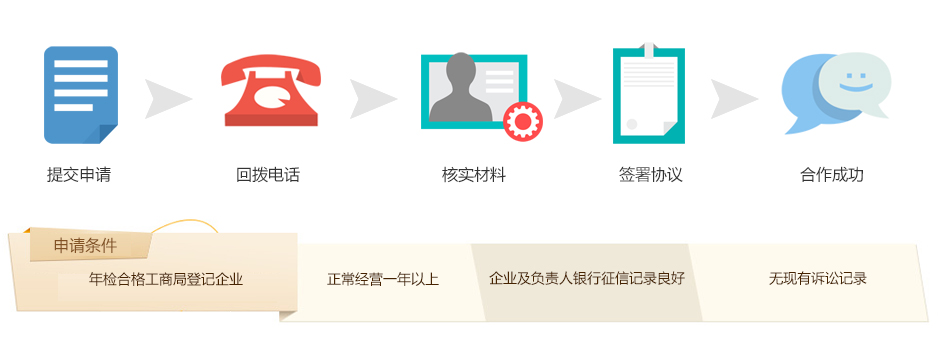 提交申请
回拨电话
核实材料
签署协议
合作成功
申请条件
年检合格工商局登记企业
正常经营一年以上
企业及负责人银行征信记录良好
无现有诉讼记录